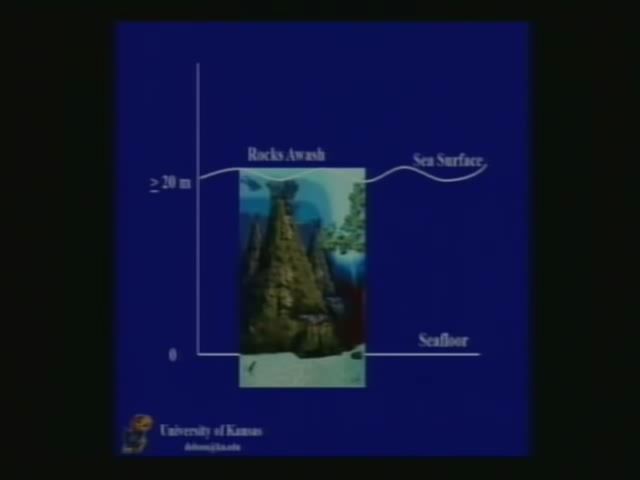 Rocks Awash
Sea Surface
≥ 20 m
Seafloor
0
University of Kansas